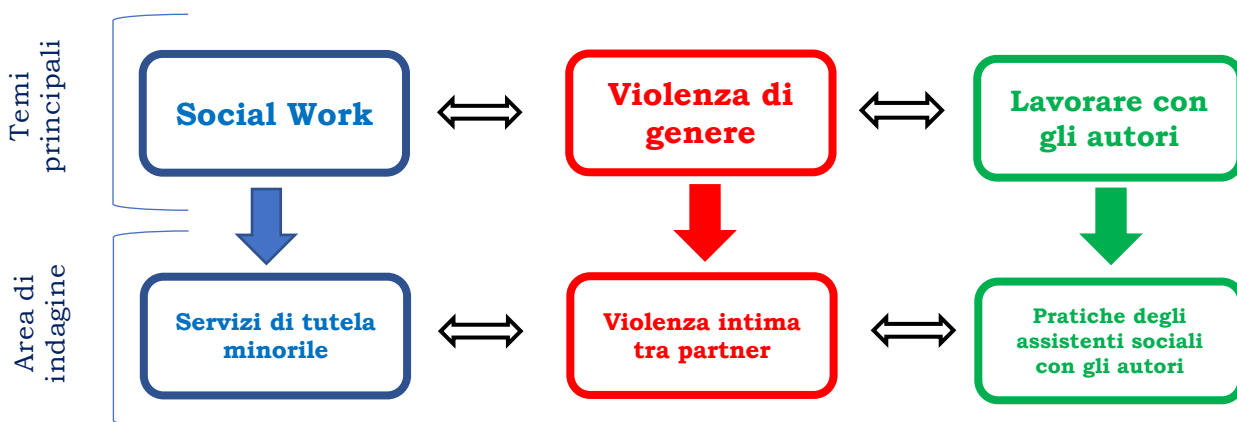 Temi
principali
Social Work
Violenza di
genere
Lavorare con
gli autori
Area di
indagine
Servizi di tutela
minorile
Violenza intima
tra partner
Pratiche degli
assistenti sociali
con gli autori